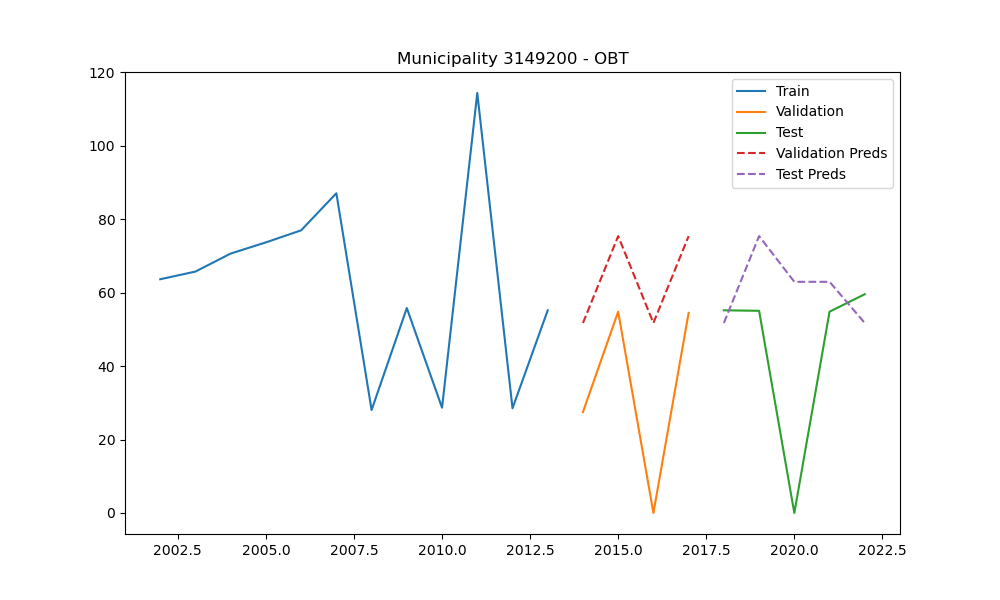 Municipality 3149200 - OBT
120
100
80
60
40
20
0
2002.5 2005.0 2007.5 2010.0 2012.5 2015.0 2017.5 2020.0 2022.5
Train
Validation
Test
Validation Preds
Test Preds